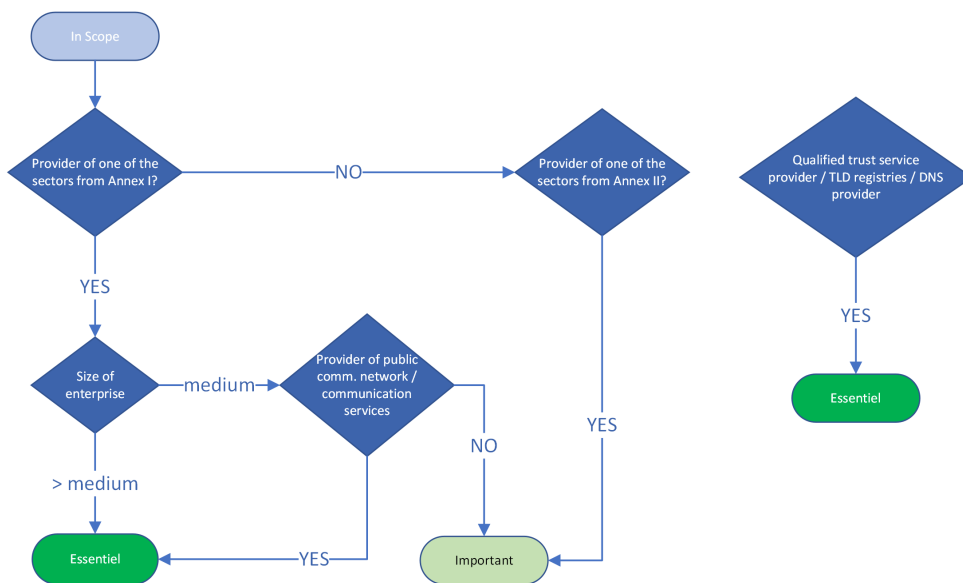 In Scope
Provider of one of the
sectors from Annex I?
NO
Provider of one of the
sectors from Annex II?
Qualified trust service
provider / TLD registries / DNS
provider
YES
YES
Size of
enterprise
medium
Provider of public
comm. network /
communication
services
Essentiel
YES
NO
> medium
Essentiel
YES
Important